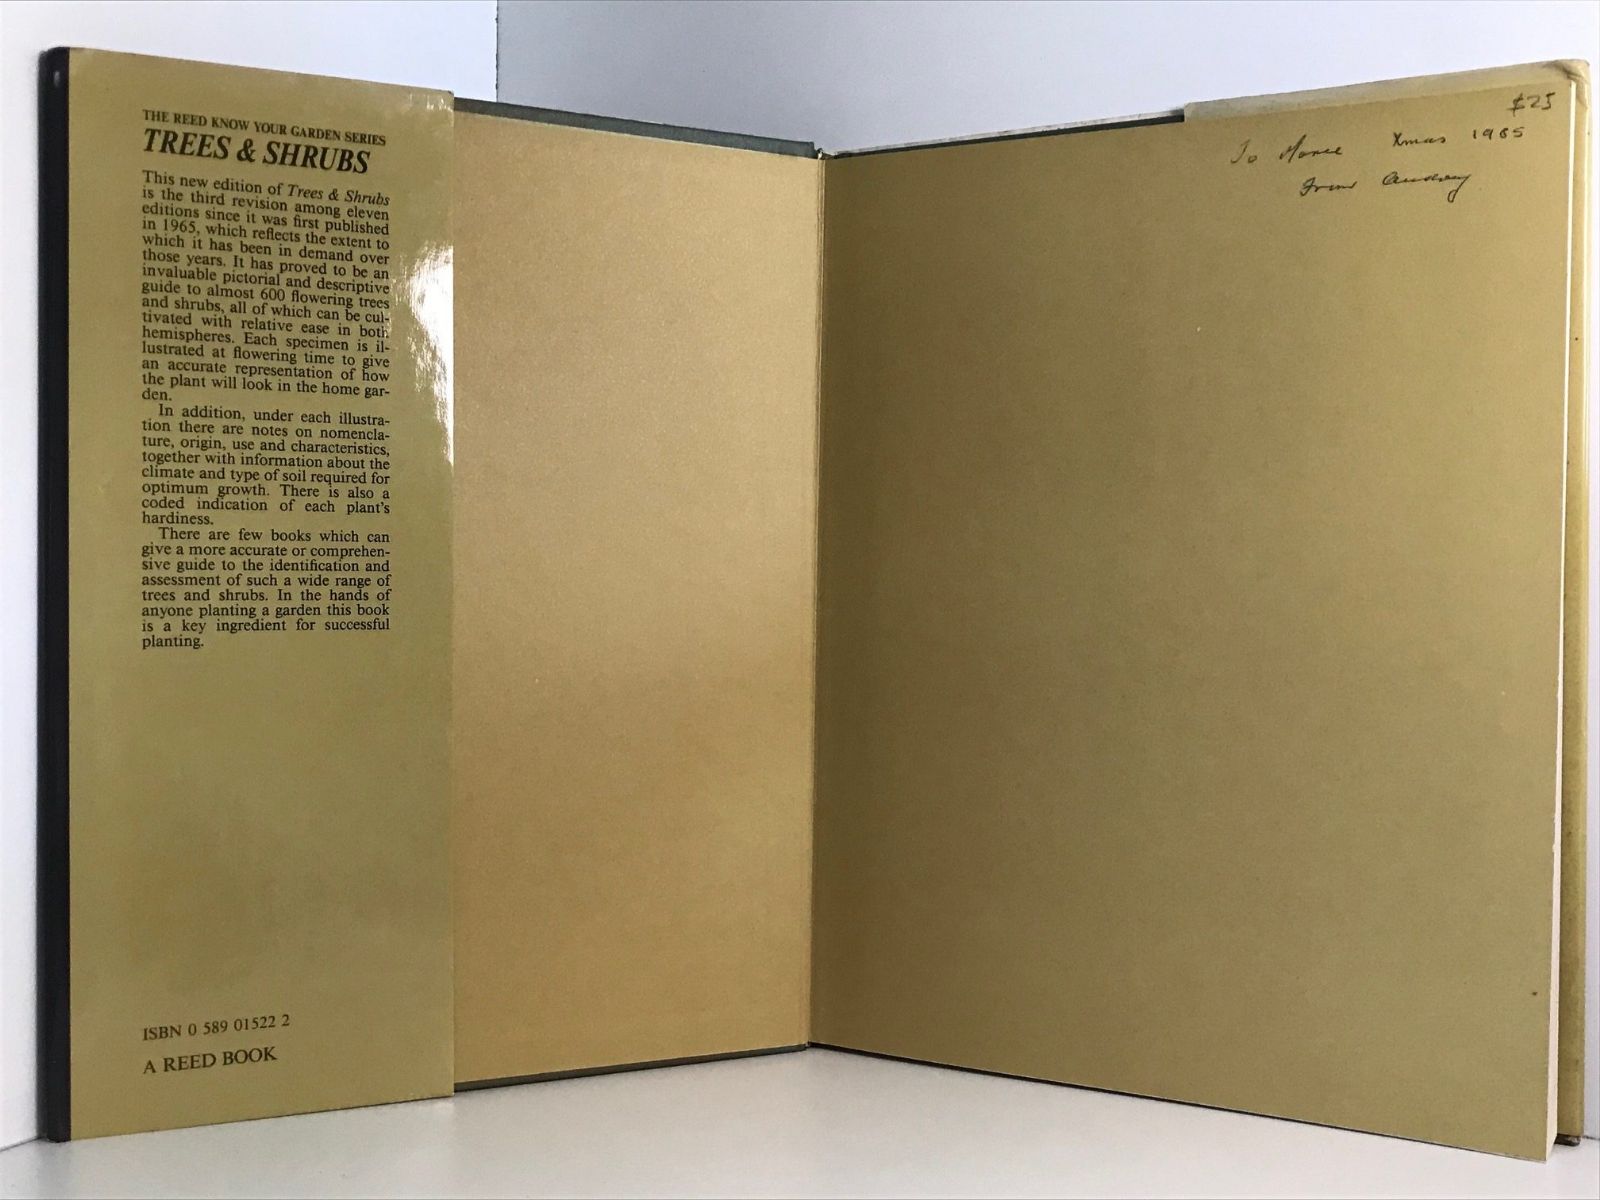 THE REED KNOW YOUR GARDEN SERIES
TREES & SHRUBS
This new edition of Trees & Shrubs
is the third revision among eleven
editions since it was first published
in 1965, which reflects the extent to
which it has been in demand over
those years. It has proved to be an
invaluable pictorial and descriptive
guide to almost 600 flowering trees
and shrubs, all of which can be cul-
tivated with relative ease in both
hemispheres. Each specimen is il-
lustrated at flowering time to give
an accurate representation of how
the plant will look in the home gar-
den.
In addition, under each illustra-
tion there are notes on nomencla-
ture, origin, use and characteristics,
together with information about the
climate and type of soil required for
optimum growth. There is also a
coded indication of each plant's
hardiness.
There are few books which can
give a more accurate or comprehen-
sive guide to the identification and
assessment of such a wide range of
trees and shrubs. In the hands of
anyone planting a garden this book
is a key ingredient for successful
planting.
ISBN 0 589 01522 2
A REED BOOK
$25
To Xmas 1985